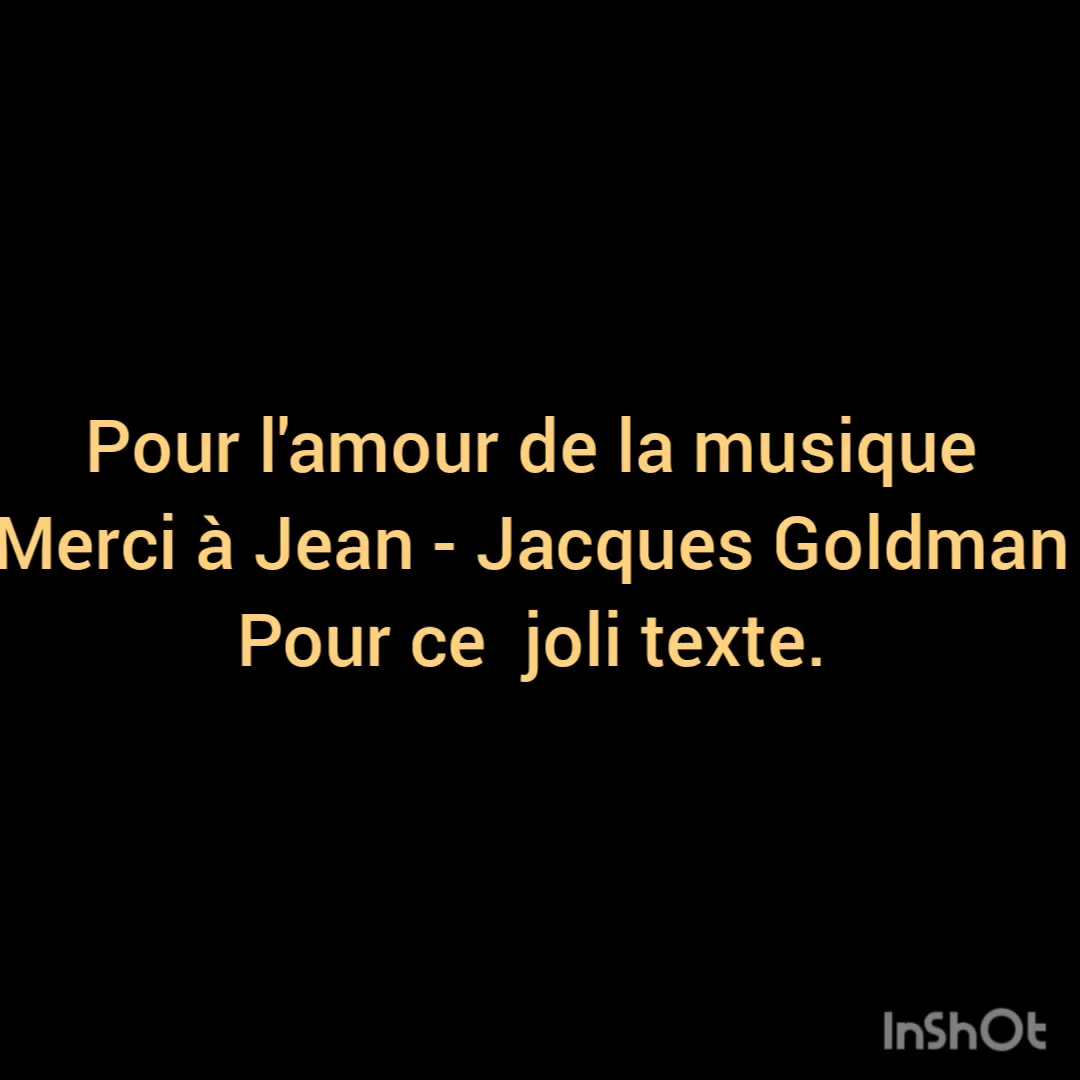 Pour l'amour de la musique
Merci à Jean - Jacques Goldman
Pour ce  joli texte.
InShOt